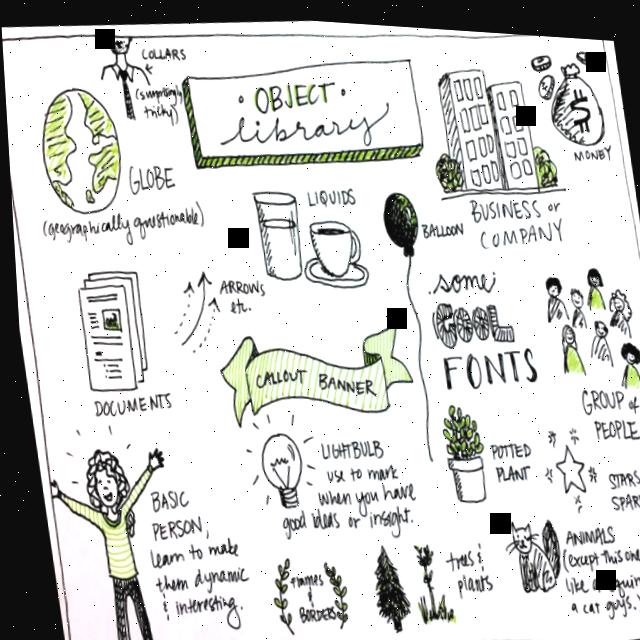 COLLARS
(surprisingly
tricky)
OBJECT
library
$
MONEY
GLOBE
(geographically questionable)
LIQUIDS
BALLOON
BUSINESS or
COMPANY
ARROWS
etc.
some
COOL
FONTS
DOCUMENTS
CALLOUT BANNER
GROUP of
PEOPLE
LIGHTBULB
use to mark
when you have
good ideas or insight.
POTTED
PLANT
STARS
SPAR
BASIC
PERSON,
learn to make
them dynamic
& interesting.
frames
&
BORDERS
trees &
plants
ANIMALS
(except this one
like
a cat guys.